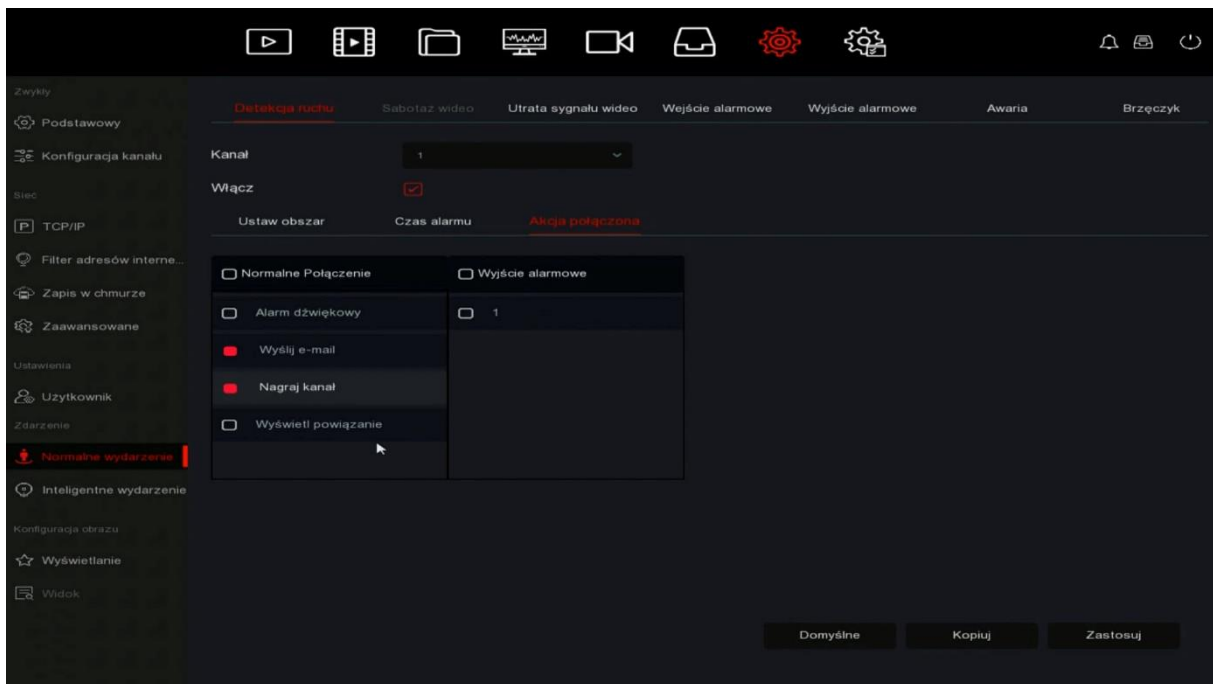 Zwykły
Podstawowy
Konfiguracja kanału
Siec
TCP/IP
Filter adresów interne...
Zapis w chmurze
Zaawansowane
Ustawienia
Użytkownik
Zdarzenie
Normalne wydarzenie
Inteligentne wydarzenie
Konfiguracja obrazu
Wyświetlanie
Widok
Detekcja ruchu Sabotaż wideo Utrata sygnału wideo Wejście alarmowe Wyjście alarmowe Awaria Brzęczyk
Kanał 1
Włącz
Ustaw obszar Czas alarmu Akcja połączona
Normalne Połączenie Wyjście alarmowe
Alarm dźwiękowy 1
Wyślij e-mail
Nagraj kanał
Wyświetl powiązanie
Domyślne Kopiuj Zastosuj